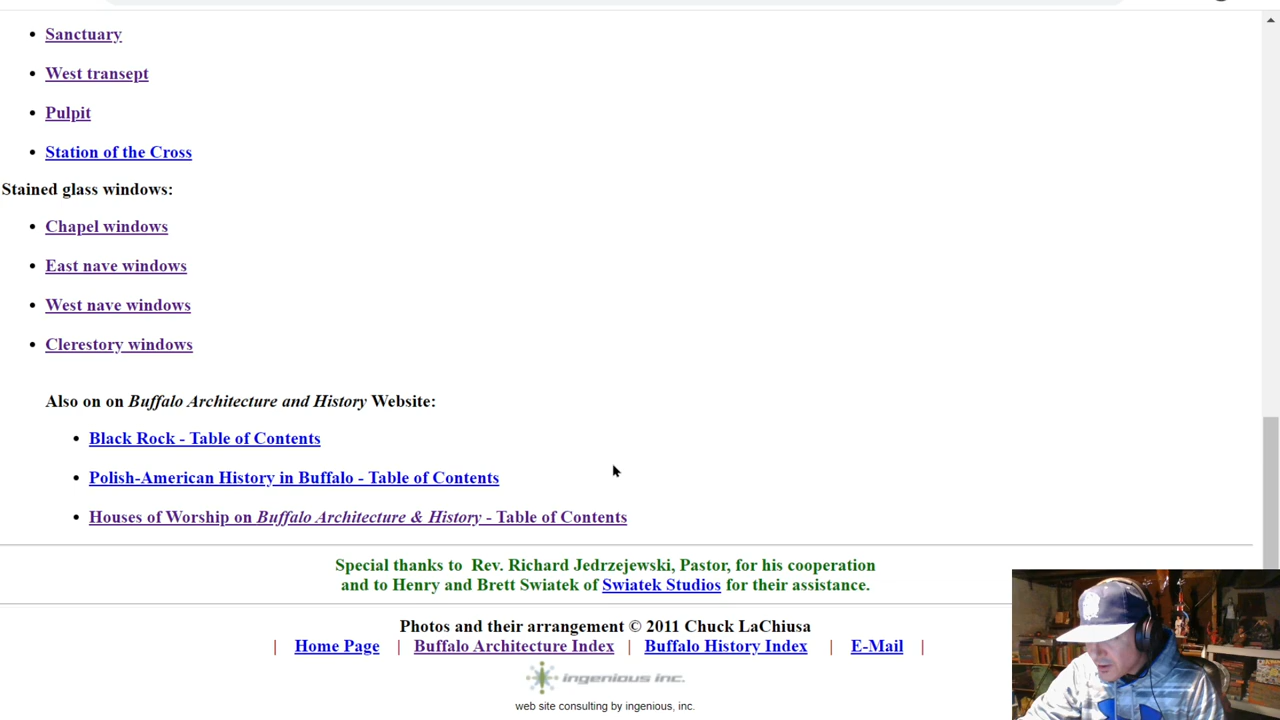 Sanctuary
West transept
Pulpit
Station of the Cross
Stained glass windows:
Chapel windows
East nave windows
West nave windows
Clerestory windows
Also on on Buffalo Architecture and History Website:
Black Rock - Table of Contents
Polish-American History in Buffalo - Table of Contents
Houses of Worship on Buffalo Architecture & History - Table of Contents
Special thanks to Rev. Richard Jedrzejewski, Pastor, for his cooperation
and to Henry and Brett Swiatek of Swiatek Studios for their assistance.
Photos and their arrangement © 2011 Chuck LaChiusa
| Home Page | Buffalo Architecture Index | Buffalo History Index | E-Mail |
ingenious inc.
web site consulting by ingenious, inc.